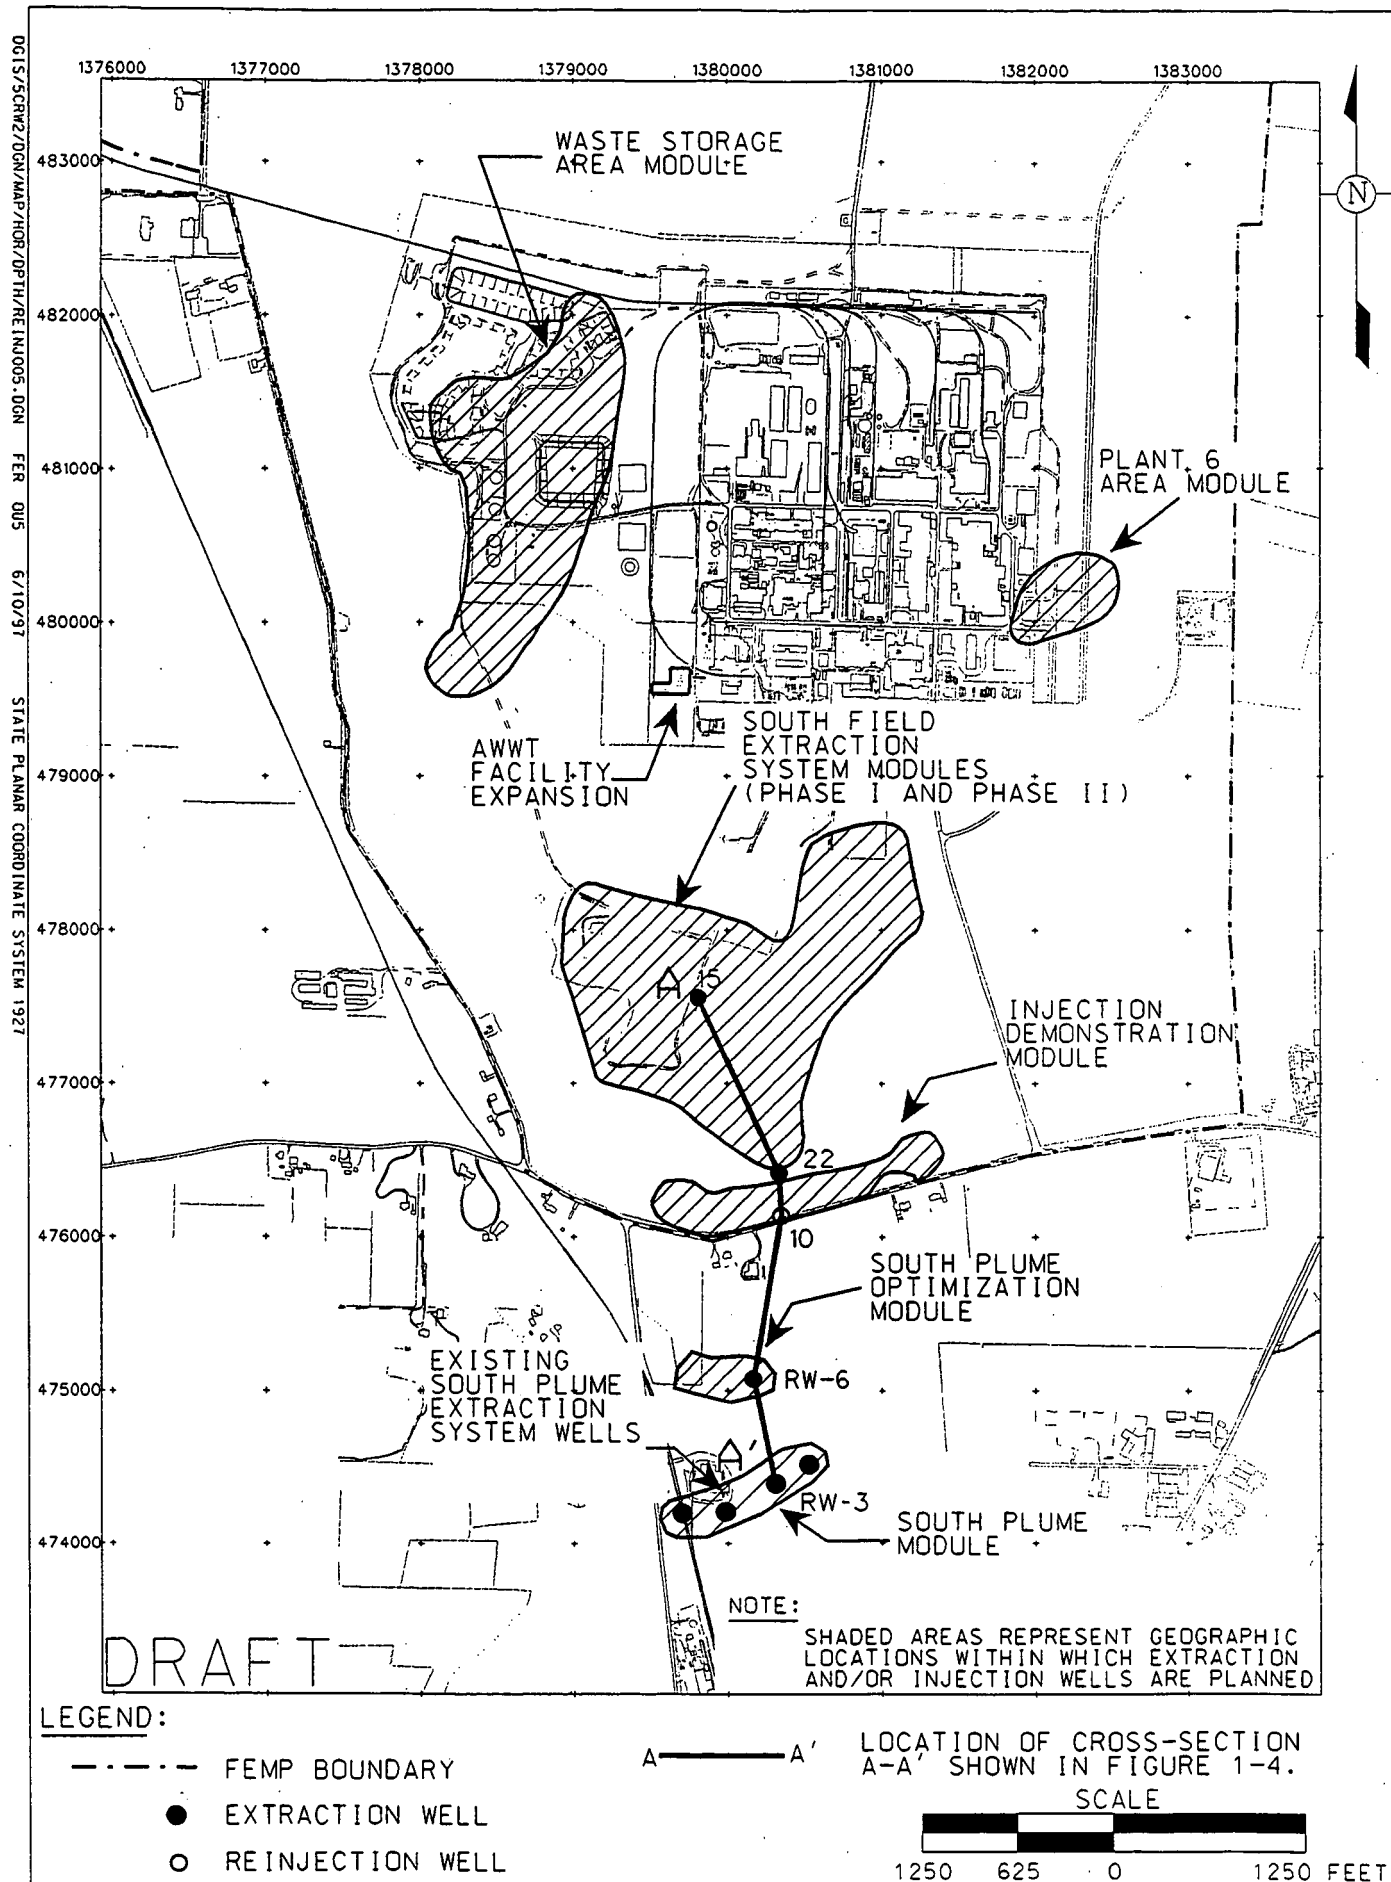 1376000 1377000 1378000 1379000 1380000 1381000 1382000 1383000
DGIS/5CRW2/DGN/MAP/HOR/DPTH/REINJ005.DGN FER OU5 6/10/97 STATE PLANAR COORDINATE SYSTEM 1927
N
483000
482000
481000
480000
479000
478000
477000
476000
475000
474000
WASTE STORAGE
AREA MODULE
PLANT 6
AREA MODULE
AWWT
FACILITY
EXPANSION
SOUTH FIELD
EXTRACTION
SYSTEM MODULES
(PHASE I AND PHASE II)
A
15
INJECTION
DEMONSTRATION
MODULE
22
10
SOUTH PLUME
OPTIMIZATION
MODULE
EXISTING
SOUTH PLUME
EXTRACTION
SYSTEM WELLS
RW-6
A'
RW-3
SOUTH PLUME
MODULE
NOTE:
SHADED AREAS REPRESENT GEOGRAPHIC
LOCATIONS WITHIN WHICH EXTRACTION
AND/OR INJECTION WELLS ARE PLANNED
DRAFT
LEGEND:
FEMP BOUNDARY
EXTRACTION WELL
REINJECTION WELL
A A' LOCATION OF CROSS-SECTION
A-A' SHOWN IN FIGURE 1-4.
SCALE
1250 625 0 1250 FEET